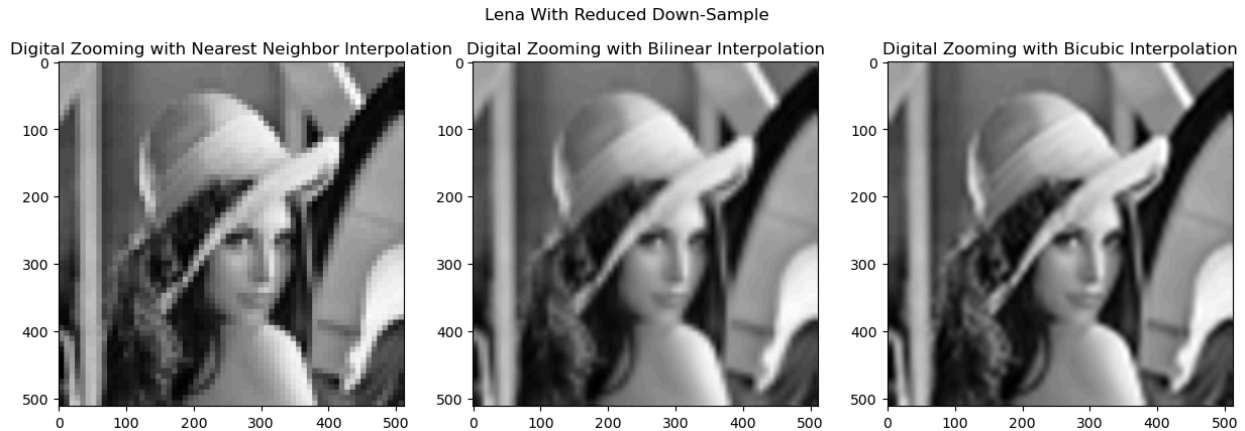 Lena With Reduced Down-Sample
Digital Zooming with Nearest Neighbor Interpolation
Digital Zooming with Bilinear Interpolation
Digital Zooming with Bicubic Interpolation
0
100
200
300
400
500
0 100 200 300 400 500
0
100
200
300
400
500
0 100 200 300 400 500
0
100
200
300
400
500
0 100 200 300 400 500